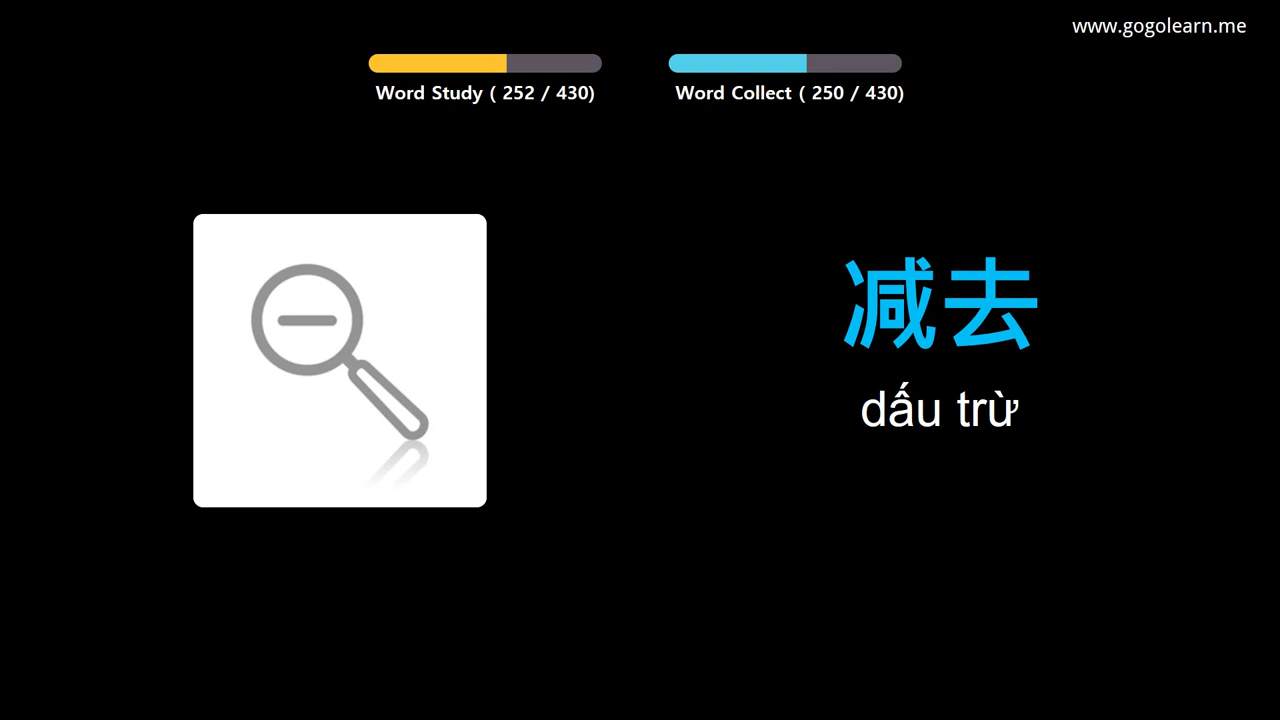 www.gogolearn.me
Word Study ( 252 / 430)
Word Collect ( 250 / 430)
减去
dấu trừ